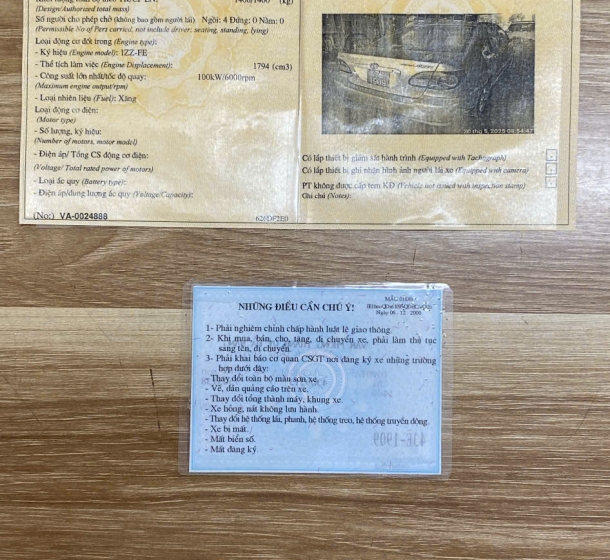 (Design/Authorized total mass)
Số người cho phép chở (không bao gồm người lái) Ngồi: 4 Đứng: 0 Nằm: 0
(Permissible No of Pers carried, not include driver: seating, standing, lying)
Loại động cơ đốt trong (Engine type):
- Ký hiệu (Engine model): 1ZZ-FE
- Thể tích làm việc (Engine Displacement): 1794 (cm3)
- Công suất lớn nhất/tốc độ quay: 100kW/6000rpm
(Maximum engine output/rpm)
- Loại nhiên liệu (Fuel): Xăng
Loại động cơ điện:
(Motor type)
- Số lượng, ký hiệu:
(Number of motors, motor model)
- Điện áp/ Tổng CS động cơ điện:
(Voltage/ Total rated power of motors)
- Loại ắc quy (Battery type):
- Điện áp/dung lượng ắc quy (Voltage/Capacity):
(No:) VA-0024888
626DF2E0
Có lắp thiết bị giám sát hành trình (Equipped with Tachograph)
Có lắp thiết bị ghi nhận hình ảnh người lái xe (Equipped with camera)
PT không được cấp tem KĐ (Vehicle not issued with inspection stamp)
Ghi chú (Notes):
NHỮNG ĐIỀU CẦN CHÚ Ý!
1- Phải nghiêm chỉnh chấp hành luật lệ giao thông.
2- Khi mua, bán, cho, tặng, di chuyển xe, phải làm thủ tục
sang tên, di chuyển.
3- Phải khai báo cơ quan CSGT nơi đăng ký xe những trường
hợp dưới đây:
- Thay đổi toàn bộ màu sơn xe.
- Vẽ, dán quảng cáo trên xe.
- Thay đổi tổng thành máy, khung xe.
- Xe hỏng, nát không lưu hành.
- Thay đổi hệ thống lái, phanh, hệ thống treo, hệ thống truyền động.
- Xe bị mất.
- Mất biển số.
- Mất đăng ký